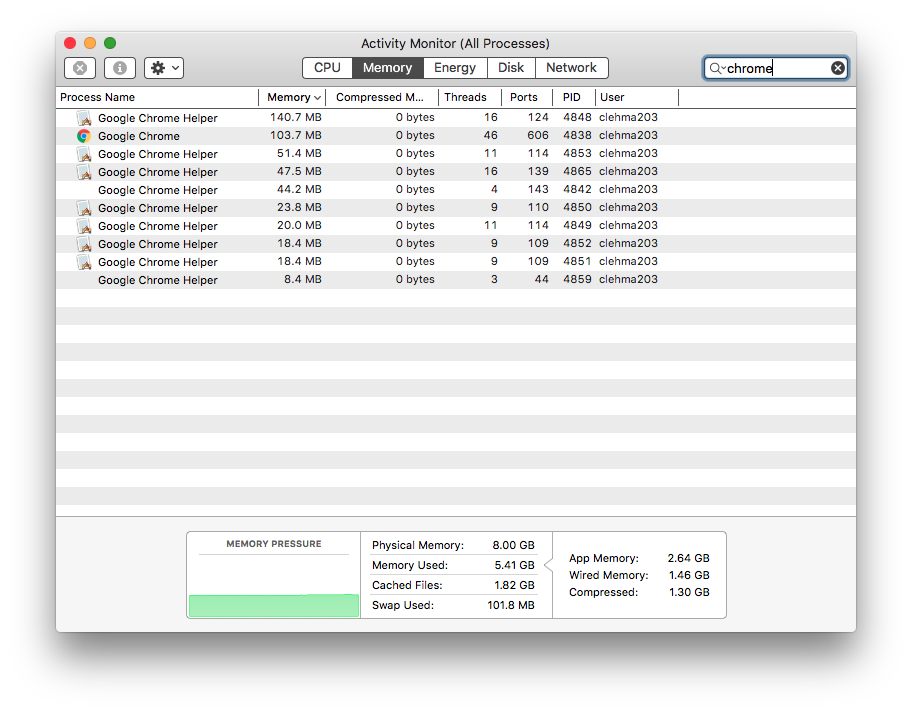 Activity Monitor (All Processes)
CPU Memory Energy Disk Network chrome
Process Name Memory Compressed M... Threads Ports PID User
Google Chrome Helper 140.7 MB 0 bytes 16 124 4848 clehma203
Google Chrome 103.7 MB 0 bytes 46 606 4838 clehma203
Google Chrome Helper 51.4 MB 0 bytes 11 114 4853 clehma203
Google Chrome Helper 47.5 MB 0 bytes 16 139 4865 clehma203
Google Chrome Helper 44.2 MB 0 bytes 4 143 4842 clehma203
Google Chrome Helper 23.8 MB 0 bytes 9 110 4850 clehma203
Google Chrome Helper 20.0 MB 0 bytes 11 114 4849 clehma203
Google Chrome Helper 18.4 MB 0 bytes 9 109 4852 clehma203
Google Chrome Helper 18.4 MB 0 bytes 9 109 4851 clehma203
Google Chrome Helper 8.4 MB 0 bytes 3 44 4859 clehma203
MEMORY PRESSURE
Physical Memory: 8.00 GB
Memory Used: 5.41 GB
Cached Files: 1.82 GB
Swap Used: 101.8 MB
App Memory: 2.64 GB
Wired Memory: 1.46 GB
Compressed: 1.30 GB